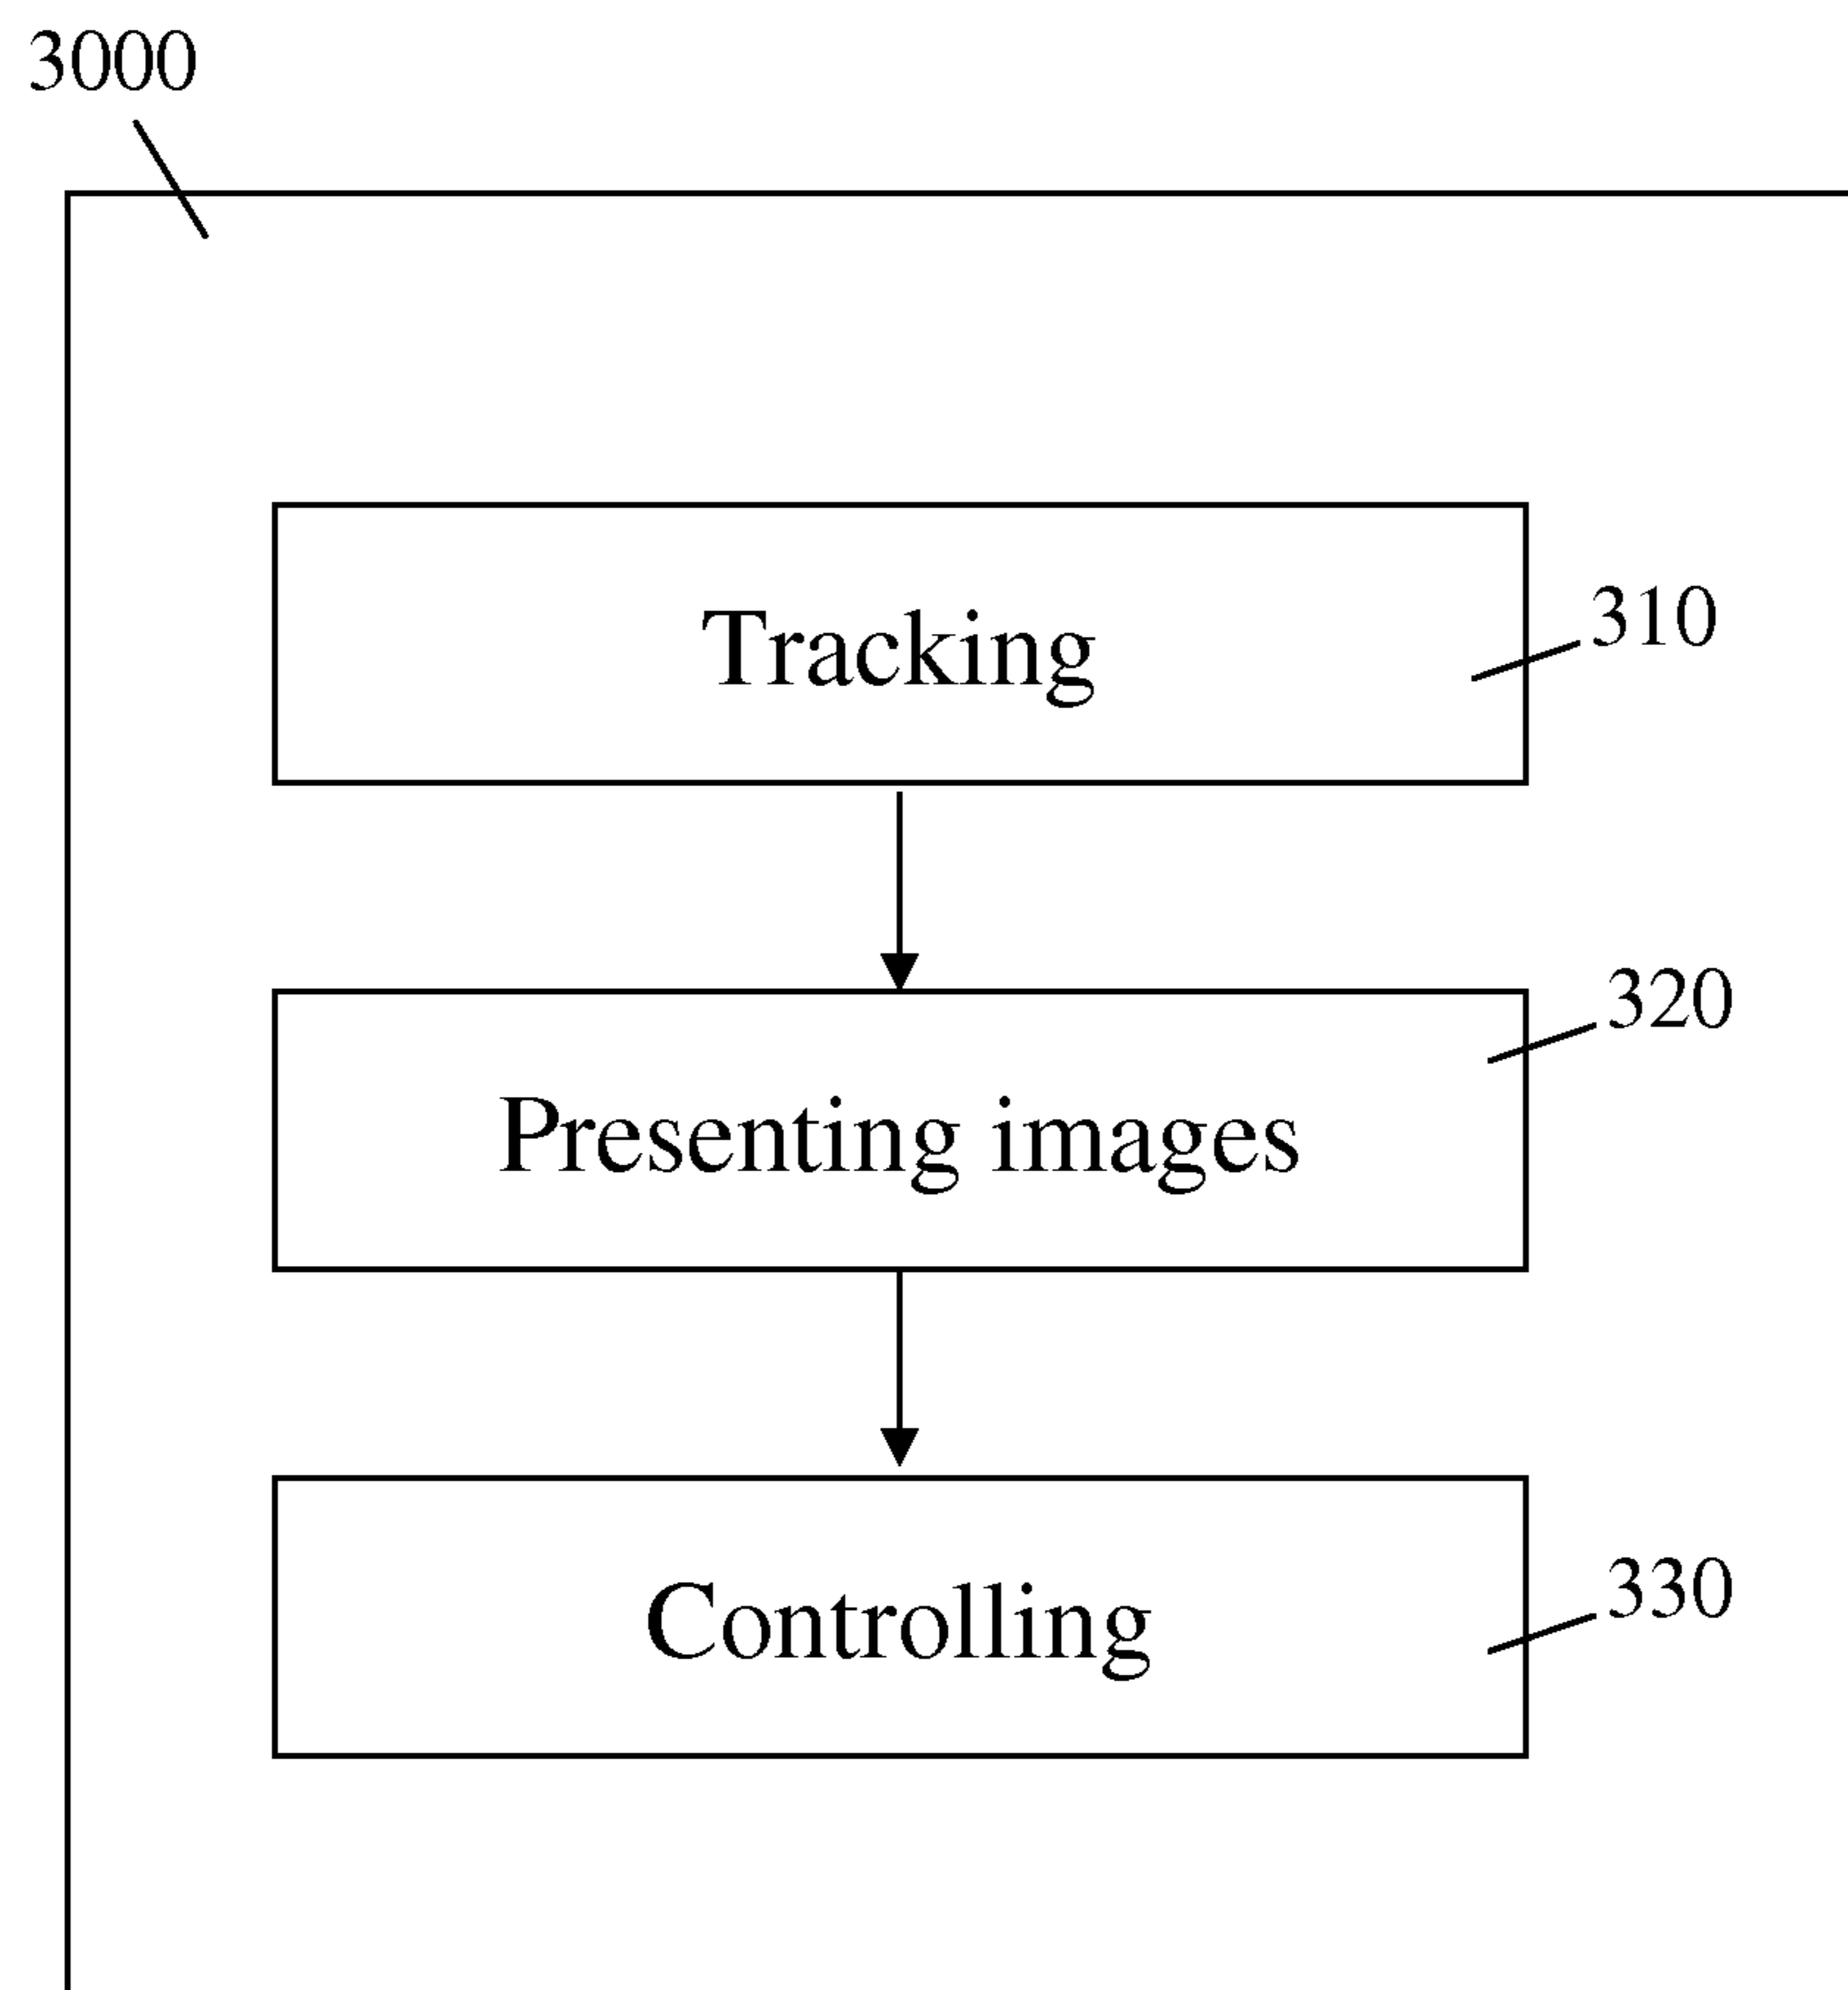 3000
Tracking
310
320
Presenting images
330
Controlling